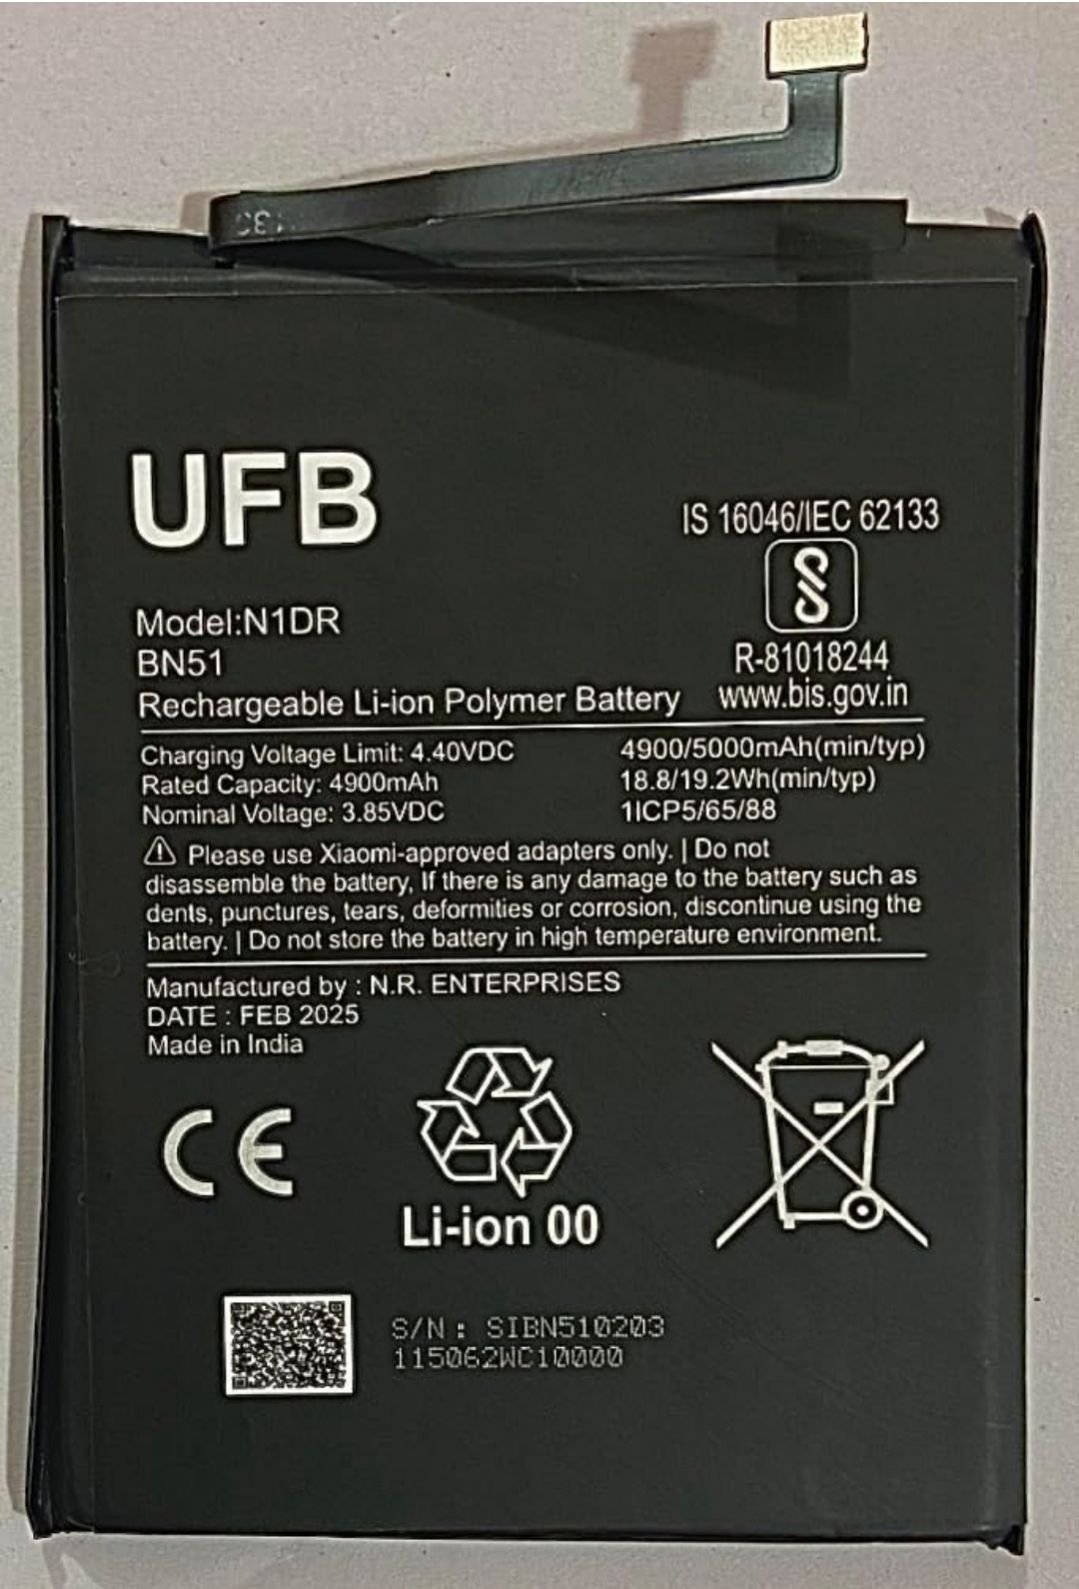 UFB
IS 16046/IEC 62133
Model:N1DR
BN51
R-81018244
Rechargeable Li-ion Polymer Battery
www.bis.gov.in
Charging Voltage Limit: 4.40VDC
4900/5000mAh(min/typ)
Rated Capacity: 4900mAh
18.8/19.2Wh(min/typ)
Nominal Voltage: 3.85VDC
1ICP5/65/88
⚠ Please use Xiaomi-approved adapters only. | Do not
disassemble the battery, If there is any damage to the battery such as
dents, punctures, tears, deformities or corrosion, discontinue using the
battery. | Do not store the battery in high temperature environment.
Manufactured by : N.R. ENTERPRISES
DATE : FEB 2025
Made in India
CE
Li-ion 00
S/N: SIBN510203
115062WC10000